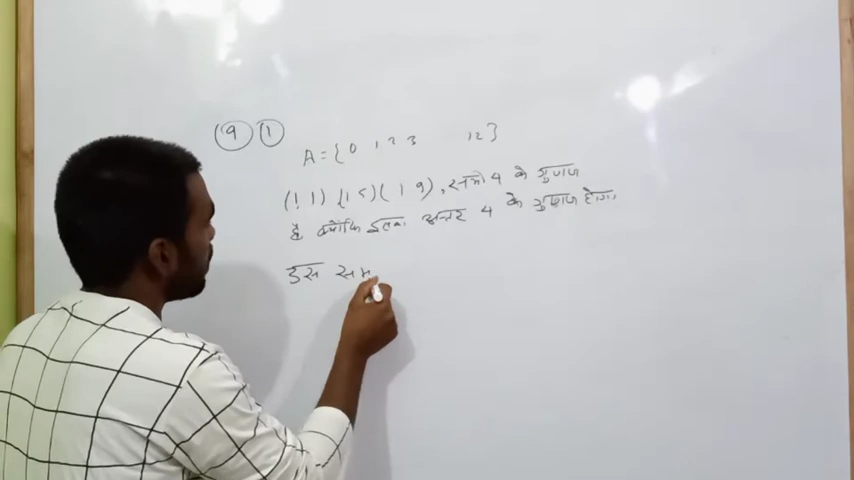 9 1
A = {0 1 2 3 12}
(1, 1) (1 5) ( 1 9), सभी 4 के गुणज
है क्योंकि इनका अन्तर 4 के गुणज होगा,
इस सम